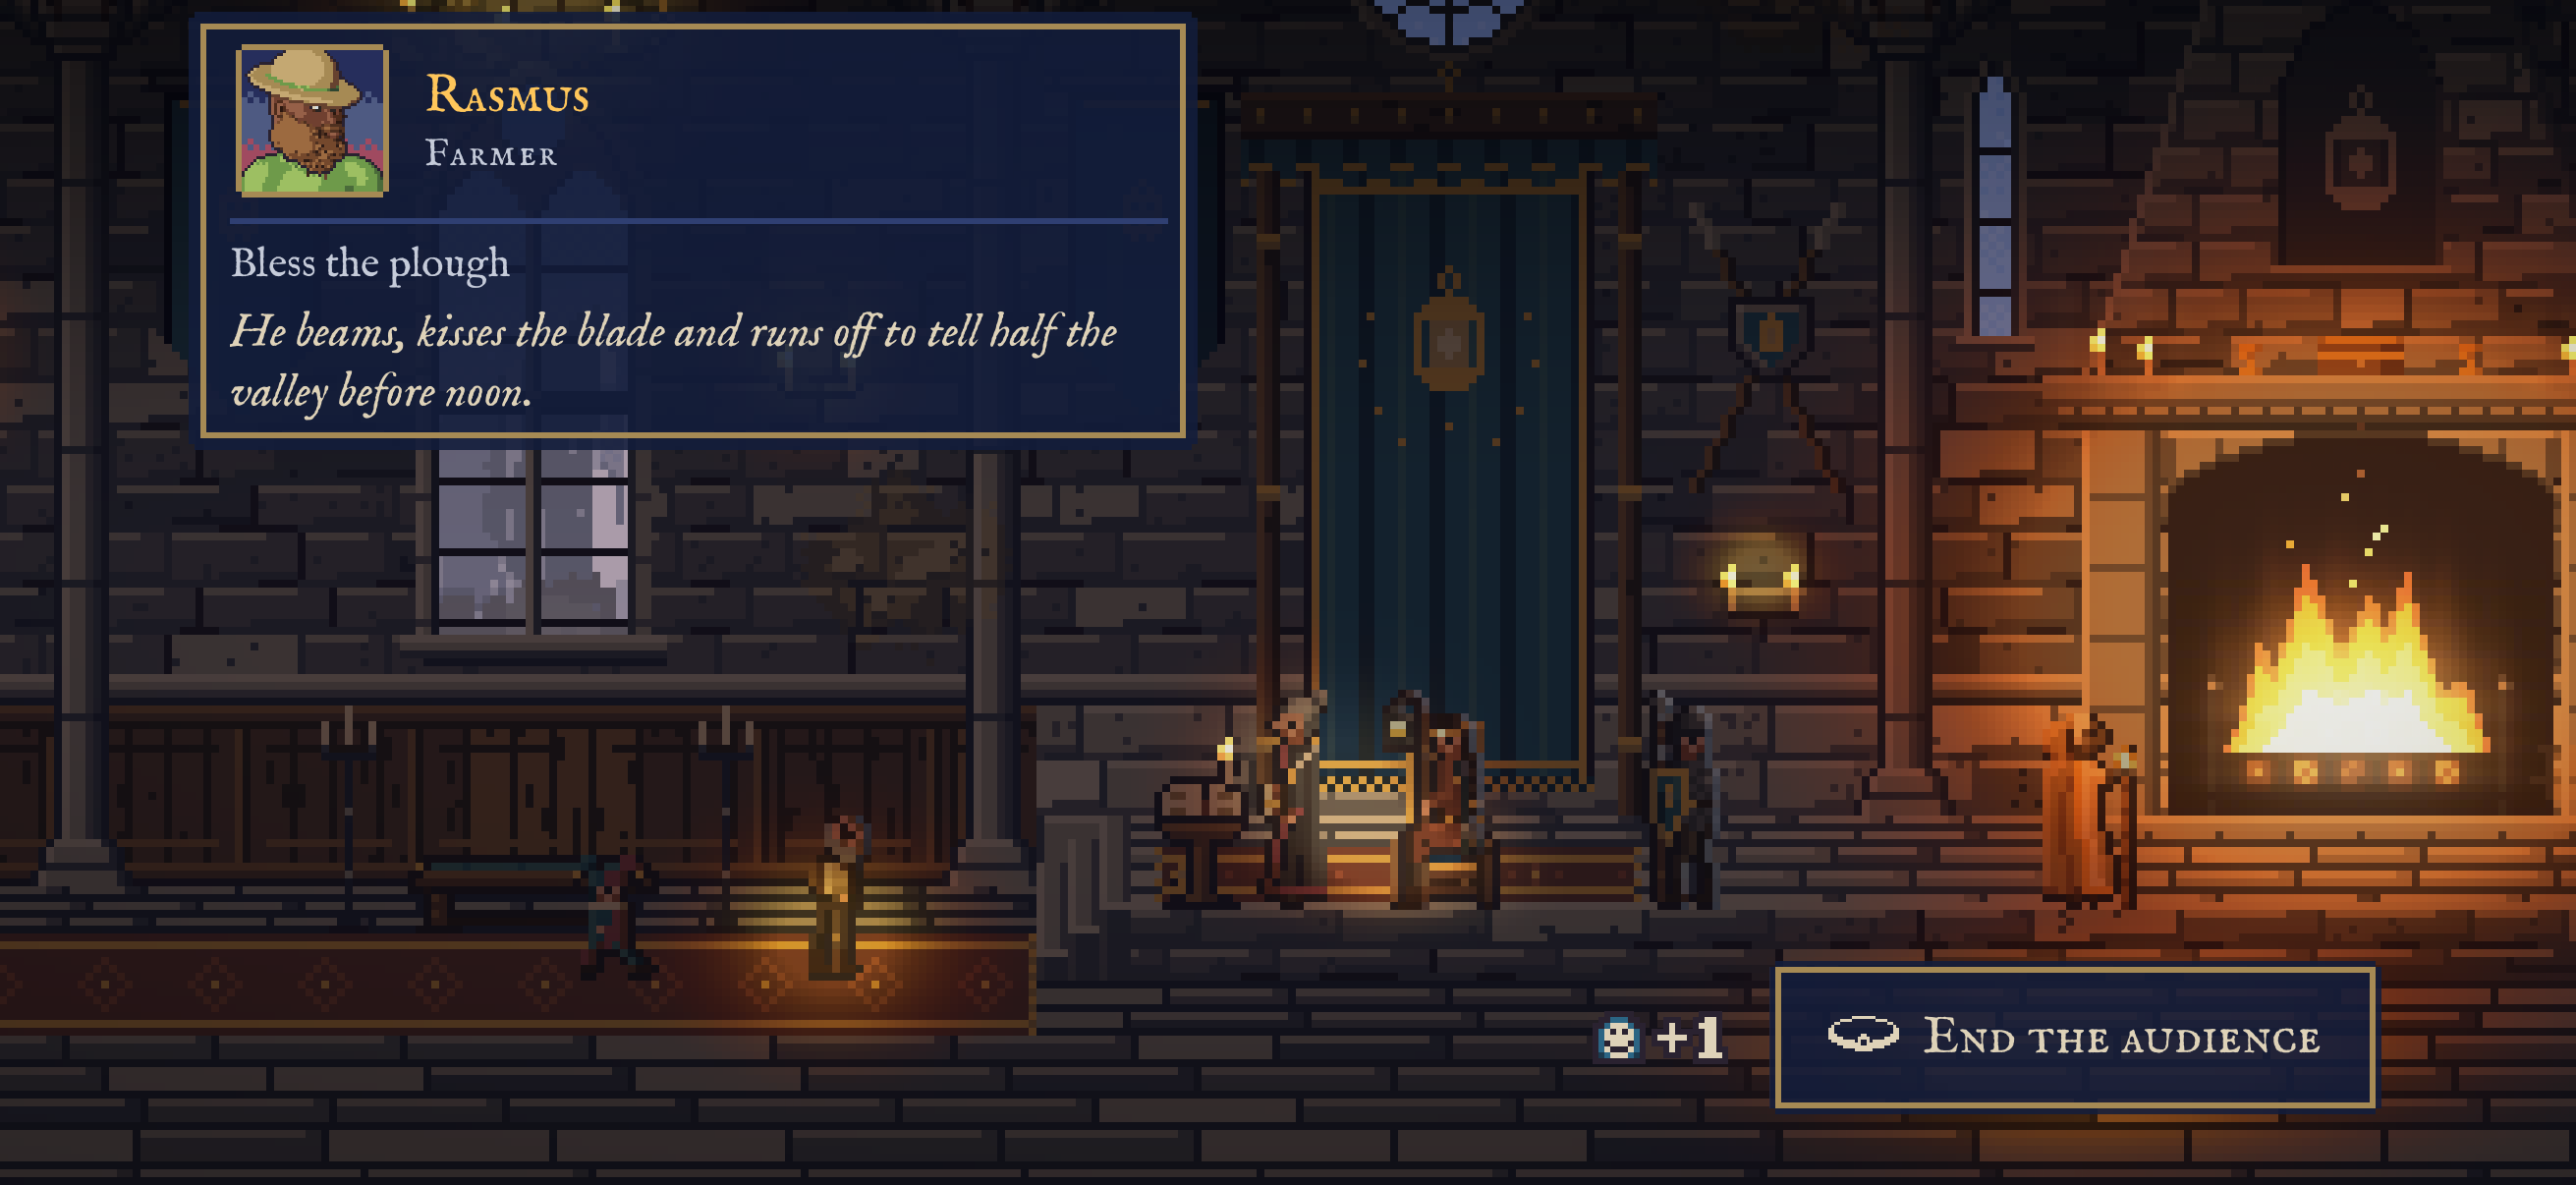 Rasmus
Farmer
Bless the plough
He beams, kisses the blade and runs off to tell half the
valley before noon.
+1
End the audience